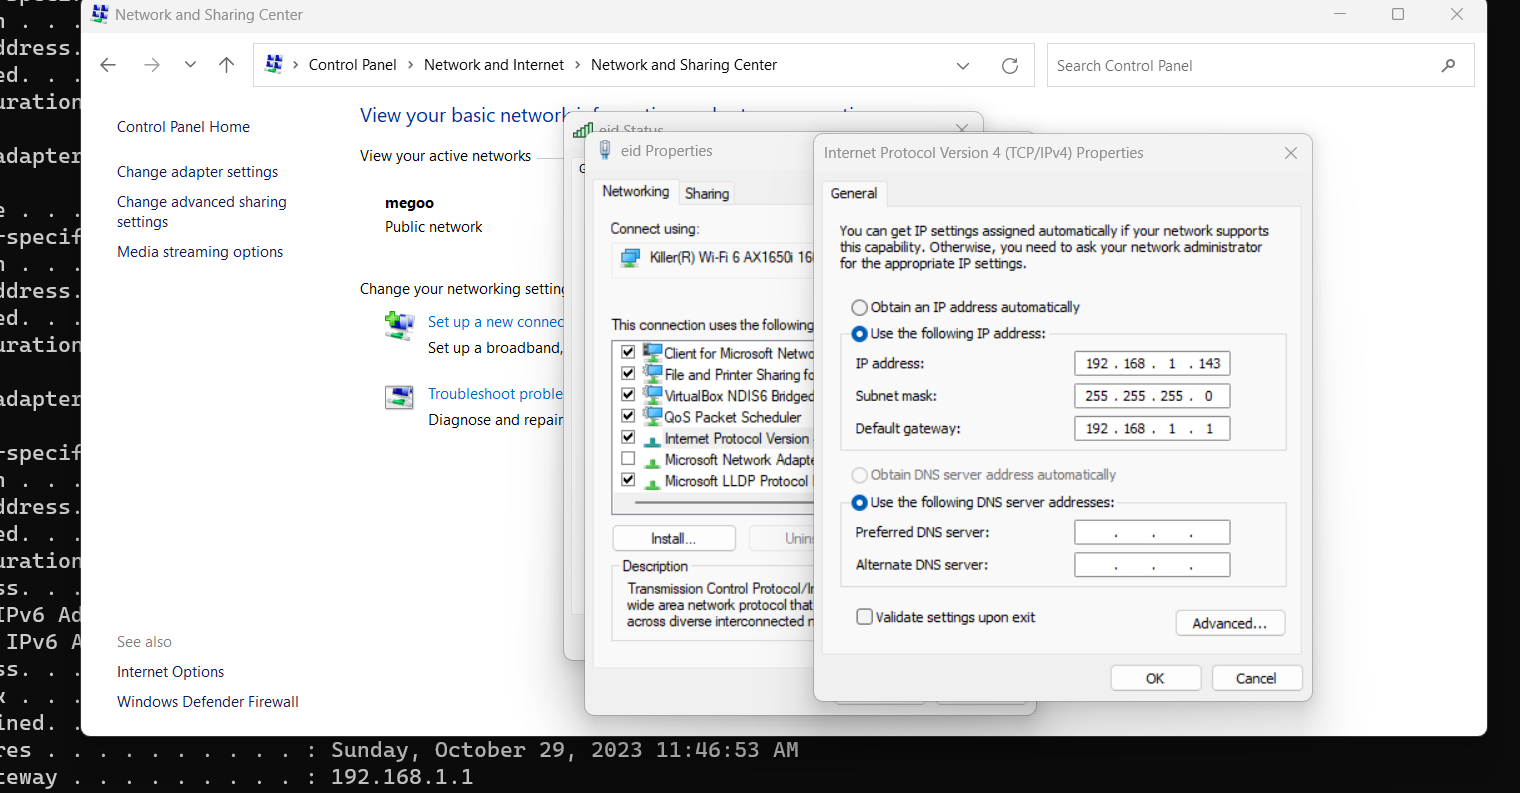 Network and Sharing Center
Control Panel
Network and Internet
Network and Sharing Center
Search Control Panel
Control Panel Home
Change adapter settings
Change advanced sharing
settings
Media streaming options
See also
Internet Options
Windows Defender Firewall
View your basic network
View your active networks
megoo
Public network
Change your networking setting
Set up a new connec
Set up a broadband,
Troubleshoot proble
Diagnose and repair
eid Status
eid Properties
Networking
Sharing
Connect using:
Killer(R) Wi-Fi 6 AX1650i 16
This connection uses the following
Client for Microsoft Netwo
File and Printer Sharing fo
VirtualBox NDIS6 Bridged
QoS Packet Scheduler
Internet Protocol Version
Microsoft Network Adapte
Microsoft LLDP Protocol
Install...
Unins
Description
Transmission Control Protocol/In
wide area network protocol that
across diverse interconnected n
Internet Protocol Version 4 (TCP/IPv4) Properties
General
You can get IP settings assigned automatically if your network supports
this capability. Otherwise, you need to ask your network administrator
for the appropriate IP settings.
Obtain an IP address automatically
Use the following IP address:
IP address: 192 . 168 . 1 . 143
Subnet mask: 255 . 255 . 255 . 0
Default gateway: 192 . 168 . 1 . 1
Obtain DNS server address automatically
Use the following DNS server addresses:
Preferred DNS server: . . .
Alternate DNS server: . . .
Validate settings upon exit
Advanced...
OK
Cancel
ddress.
ed. . .
uration
adapter
e . . .
-specif
n . . .
ddress.
ed. . .
uration
adapter
-specif
n . . .
ddress.
ed. . .
uration
ss. . .
IPv6 Ad
IPv6 A
ss. . .
x . . .
ined. .
res . . . . . . . . . . : Sunday, October 29, 2023 11:46:53 AM
teway . . . . . . . . . : 192.168.1.1